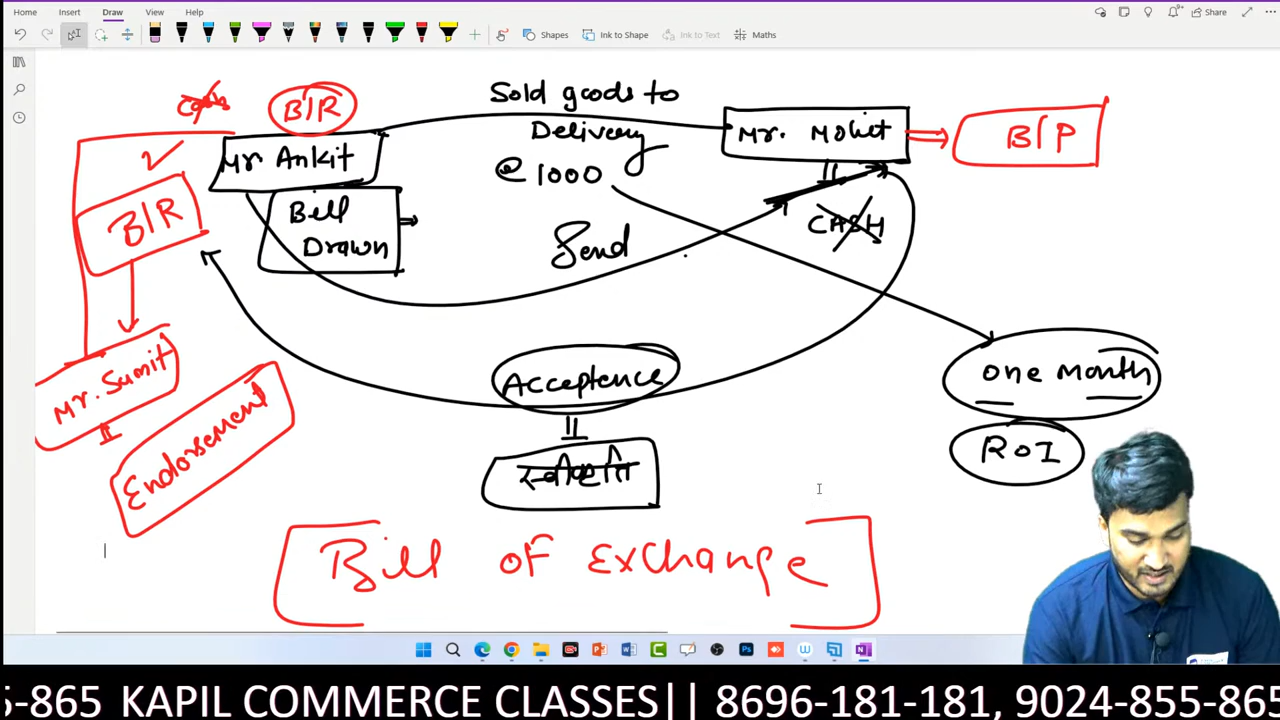 Home Insert Draw View Help Share
Shapes Ink to Shape Ink to Text Maths
Cash B/R
Sold goods to
Delivery
@ 1000
Mr. Mohit B/P
Mr Ankit
B/R
Bill
Drawn
CASH
Send
Mr. Sumit
Endorsement
Acceptence
स्वीकृति
one month
ROI
Bill of Exchange
5-865 KAPIL COMMERCE CLASSES|| 8696-181-181, 9024-855-865